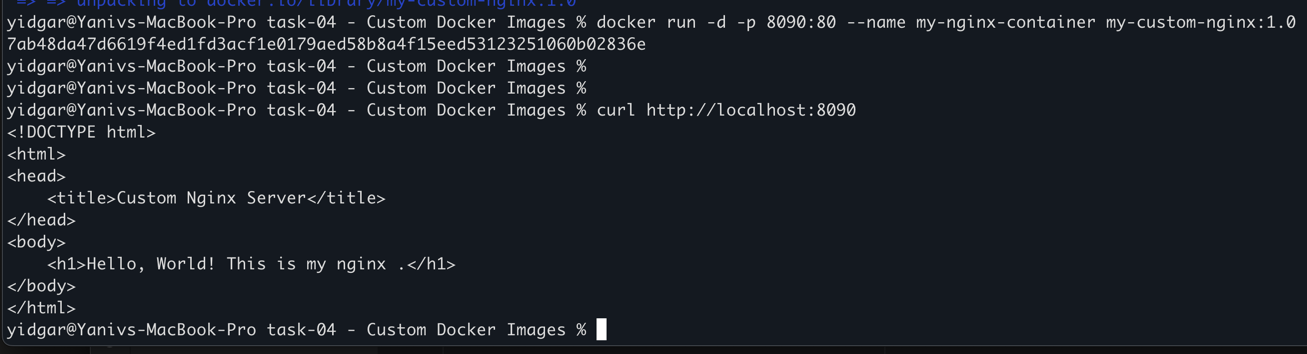 => => unpacking to docker.io/library/my-custom-nginx:1.0
yidgar@Yanivs-MacBook-Pro task-04 - Custom Docker Images % docker run -d -p 8090:80 --name my-nginx-container my-custom-nginx:1.0
7ab48da47d6619f4ed1fd3acf1e0179aed58b8a4f15eed53123251060b02836e
yidgar@Yanivs-MacBook-Pro task-04 - Custom Docker Images %
yidgar@Yanivs-MacBook-Pro task-04 - Custom Docker Images %
yidgar@Yanivs-MacBook-Pro task-04 - Custom Docker Images % curl http://localhost:8090
<!DOCTYPE html>
<html>
<head>
    <title>Custom Nginx Server</title>
</head>
<body>
    <h1>Hello, World! This is my nginx .</h1>
</body>
</html>
yidgar@Yanivs-MacBook-Pro task-04 - Custom Docker Images %